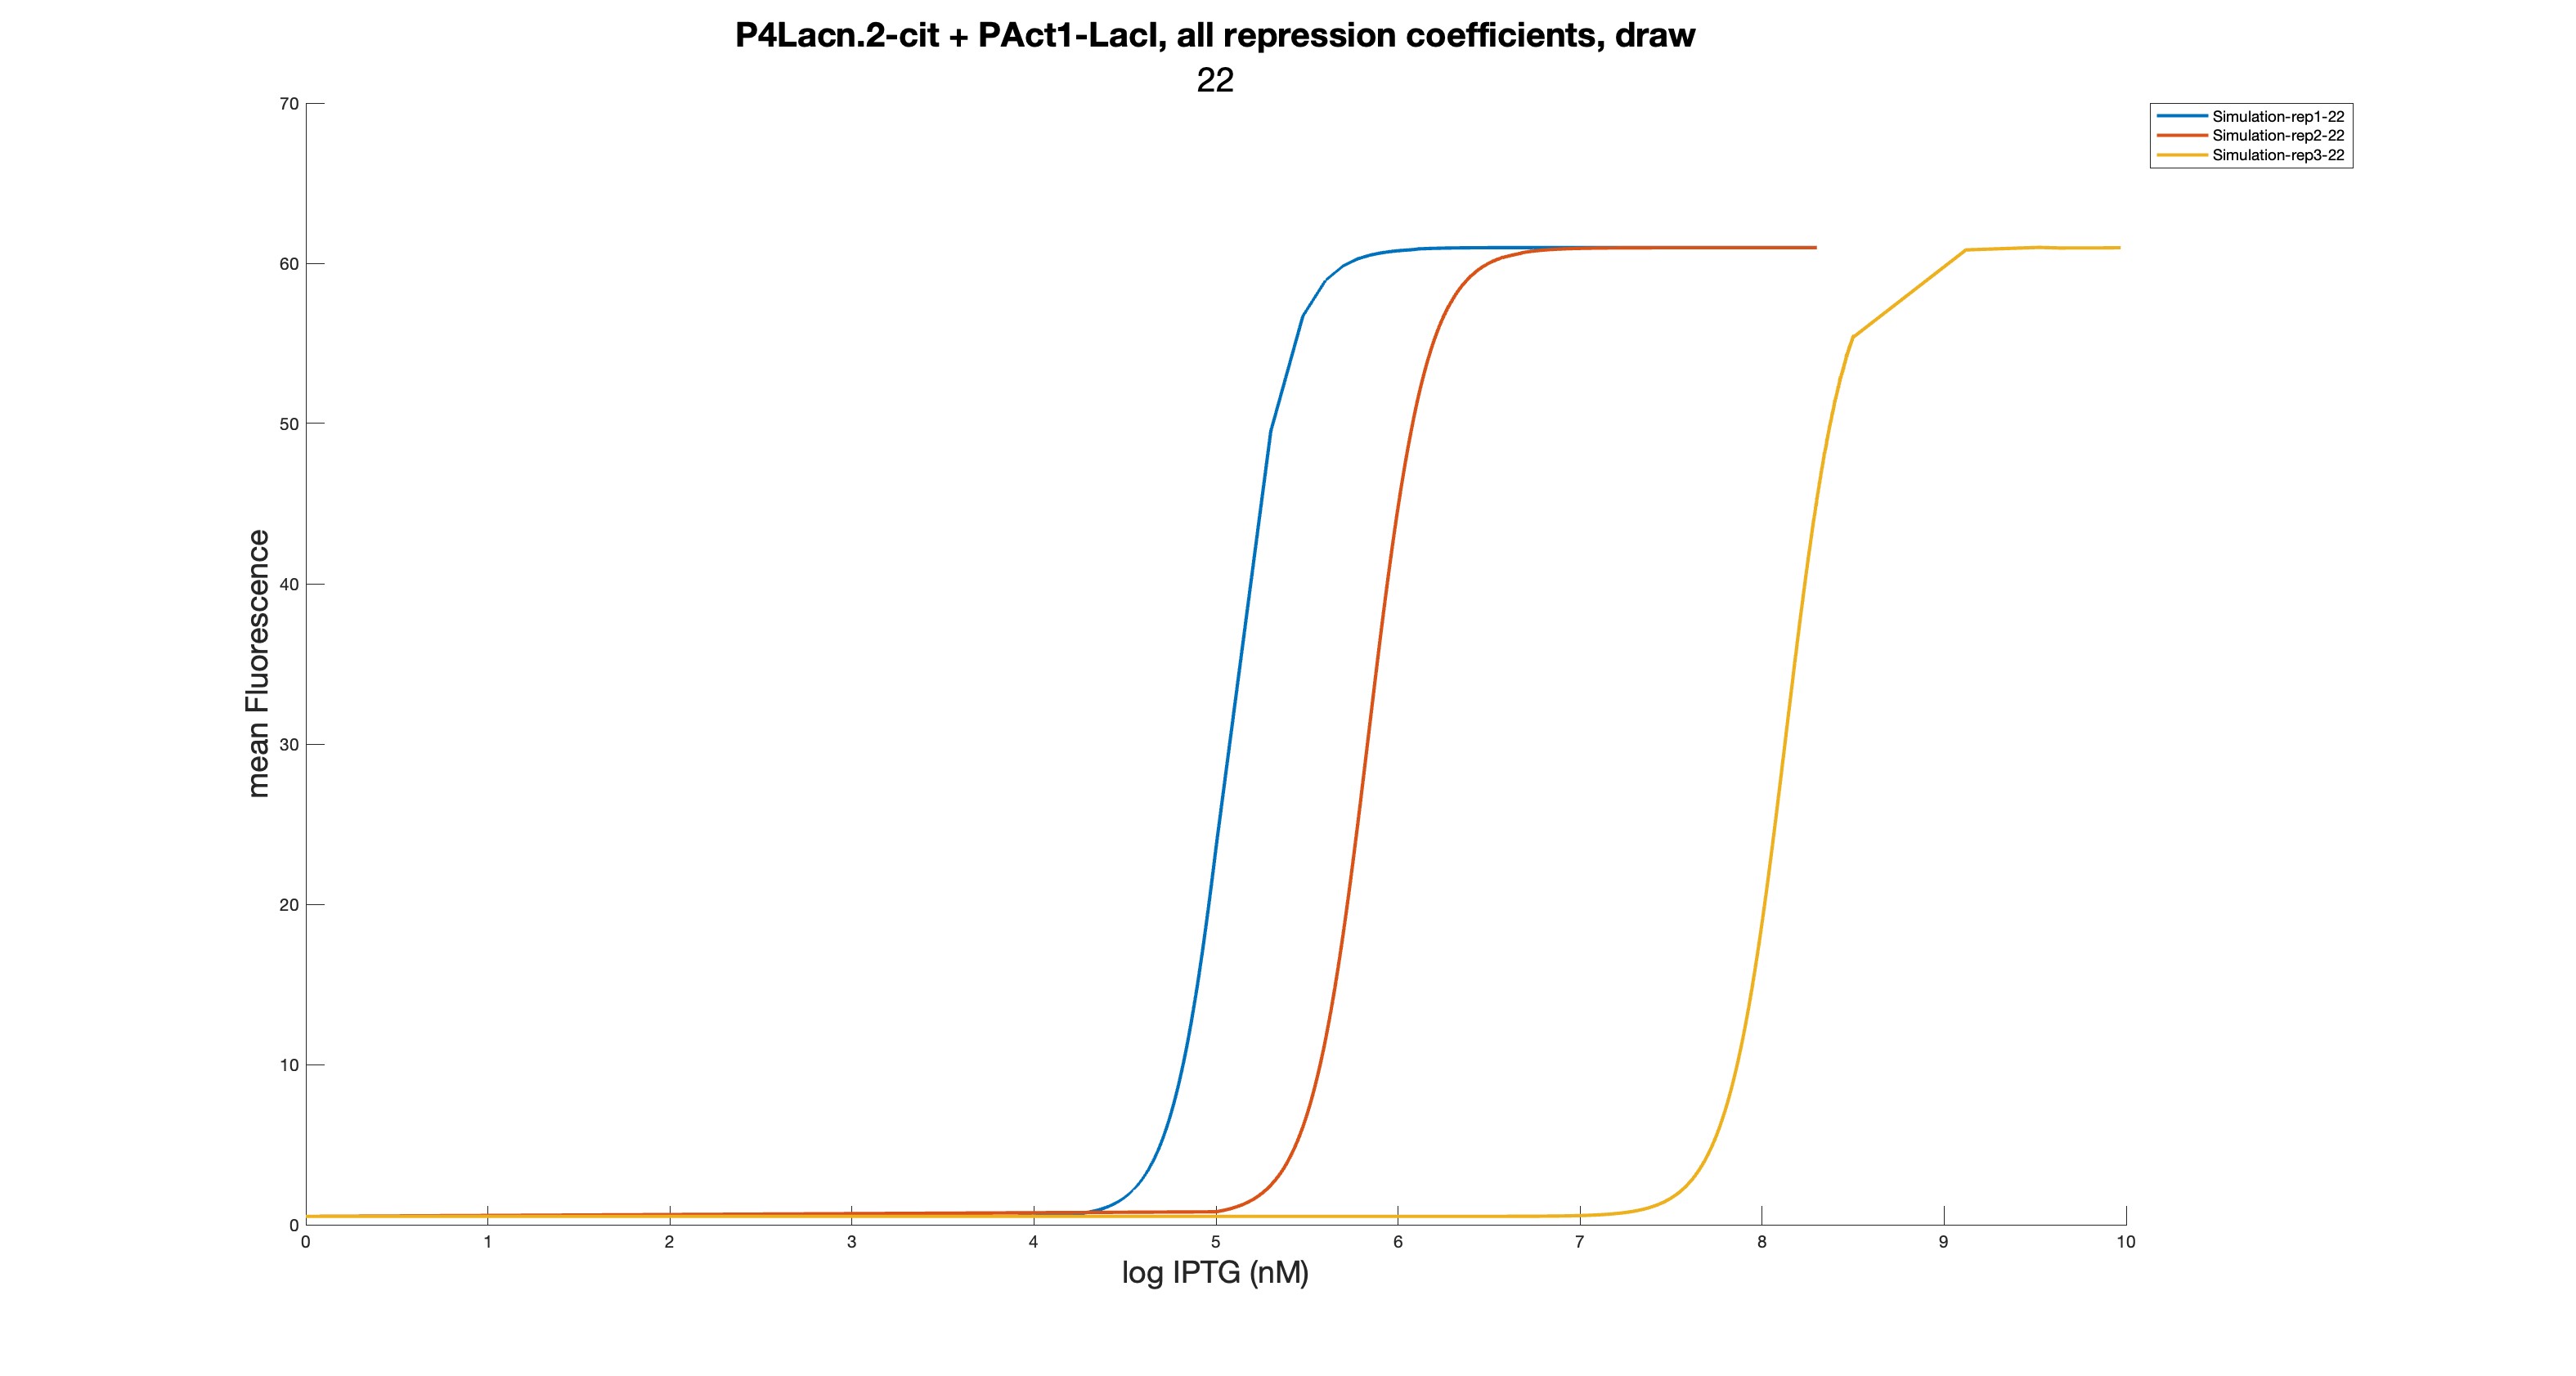 P4Lacn.2-cit + PAct1-LacI, all repression coefficients, draw
22
Simulation-rep1-22
Simulation-rep2-22
Simulation-rep3-22
mean Fluorescence
70
60
50
40
30
20
10
0
0 1 2 3 4 5 6 7 8 9 10
log IPTG (nM)